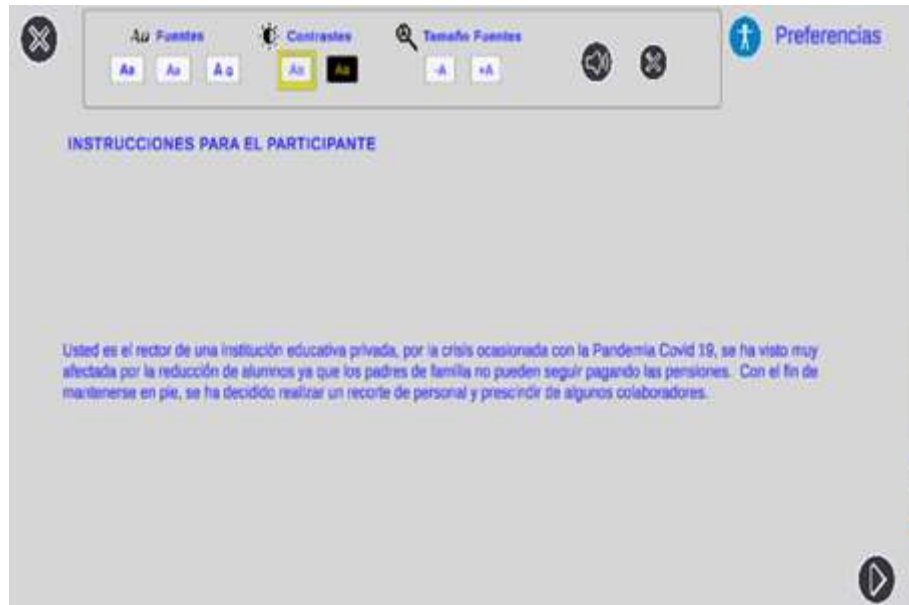 Aa Fuentes
Contrastes
Tamaño Fuentes
Preferencias
Aa Aa Aa Aa Aa -A +A
INSTRUCCIONES PARA EL PARTICIPANTE
Usted es el rector de una institución educativa privada, por la crisis ocasionada con la Pandemia Covid 19, se ha visto muy
afectada por la reducción de alumnos ya que los padres de familia no pueden seguir pagando las pensiones. Con el fin de
mantenerse en pie, se ha decidido realizar un recorte de personal y prescindir de algunos colaboradores.